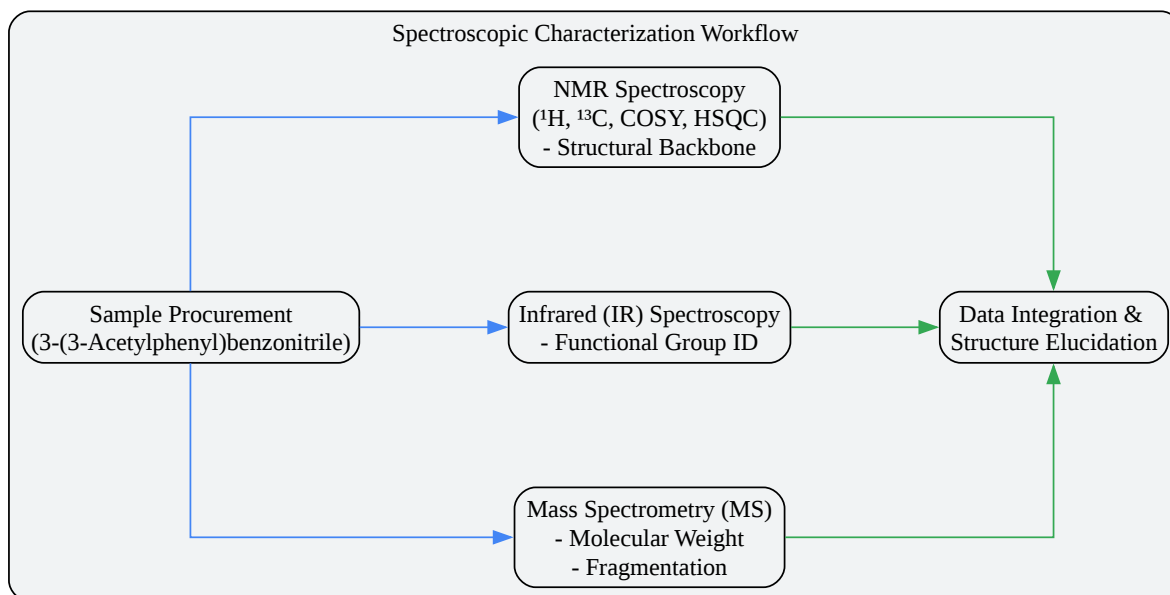 Spectroscopic Characterization Workflow
NMR Spectroscopy
(¹H, ¹³C, COSY, HSQC)
- Structural Backbone
Sample Procurement
(3-(3-Acetylphenyl)benzonitrile)
Infrared (IR) Spectroscopy
- Functional Group ID
Data Integration &
Structure Elucidation
Mass Spectrometry (MS)
- Molecular Weight
- Fragmentation